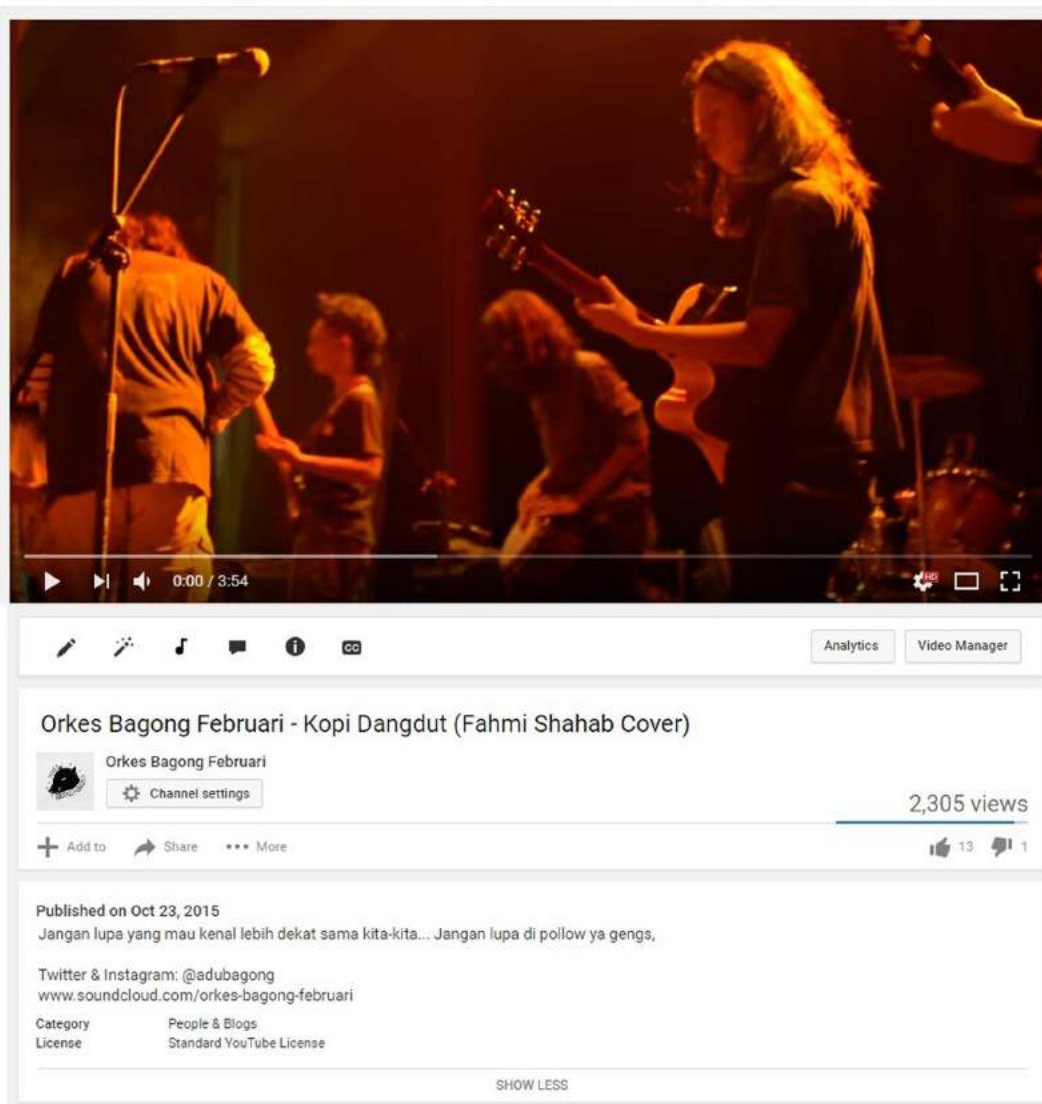 0:00 / 3:54
HD
CC
Analytics
Video Manager
Orkes Bagong Februari - Kopi Dangdut (Fahmi Shahab Cover)
Orkes Bagong Februari
Channel settings
2,305 views
Add to
Share
More
13
1
Published on Oct 23, 2015
Jangan lupa yang mau kenal lebih dekat sama kita-kita... Jangan lupa di pollow ya gengs,
Twitter & Instagram: @adubagong
www.soundcloud.com/orkes-bagong-februari
Category People & Blogs
License Standard YouTube License
SHOW LESS